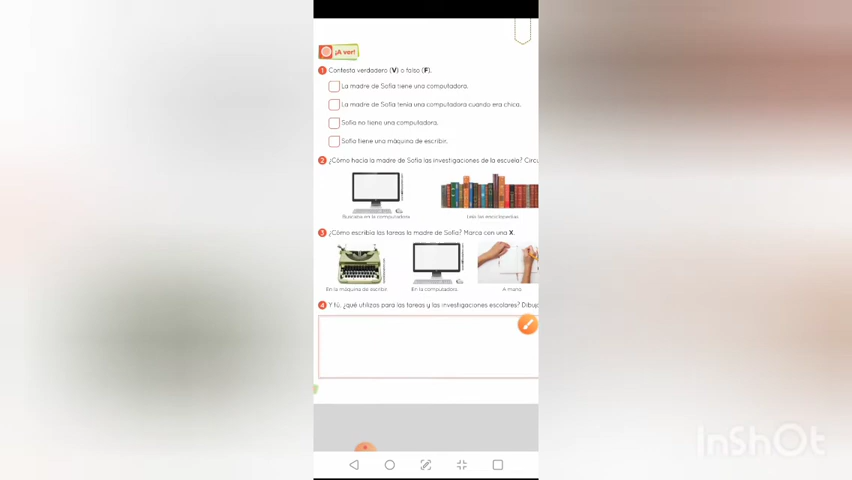 ¡A ver!
1 Contesta verdadero (V) o falso (F).
La madre de Sofía tiene una computadora.
La madre de Sofía tenía una computadora cuando era chica.
Sofía no tiene una computadora.
Sofía tiene una máquina de escribir.
2 ¿Cómo hacía la madre de Sofía las investigaciones de la escuela? Circu
Buscaba en la computadora
Leía las enciclopedias
3 ¿Cómo escribía las tareas la madre de Sofía? Marca con una X.
En la máquina de escribir
En la computadora
A mano
4 Y tú, ¿qué utilizas para las tareas y las investigaciones escolares? Dibuja
InShOt